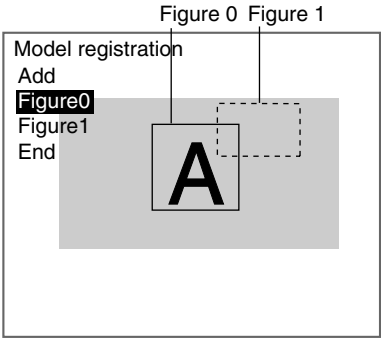 Figure 0 Figure 1
Model registration
Add
Figure0
Figure1
End
A